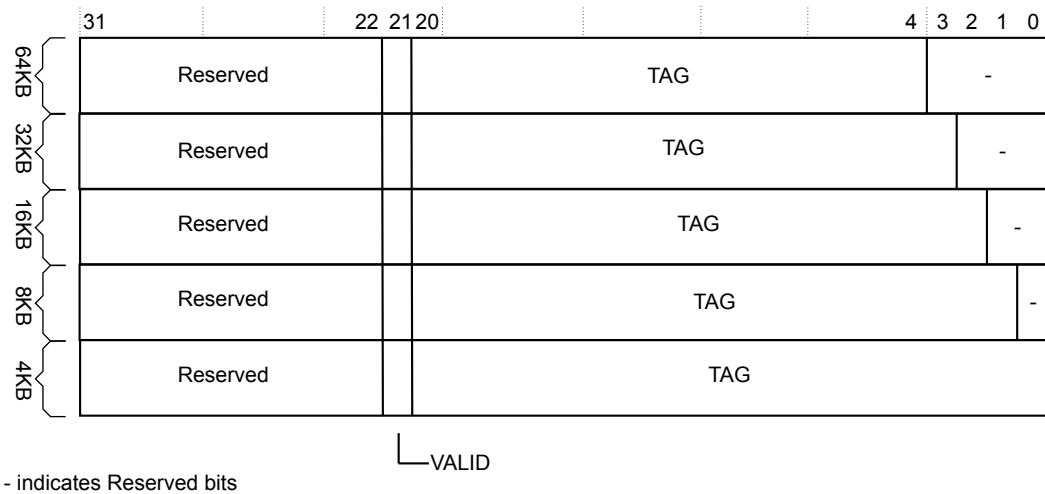 31 22 21 20 4 3 2 1 0
64KB Reserved TAG -
32KB Reserved TAG -
16KB Reserved TAG -
8KB Reserved TAG -
4KB Reserved TAG
VALID
- indicates Reserved bits